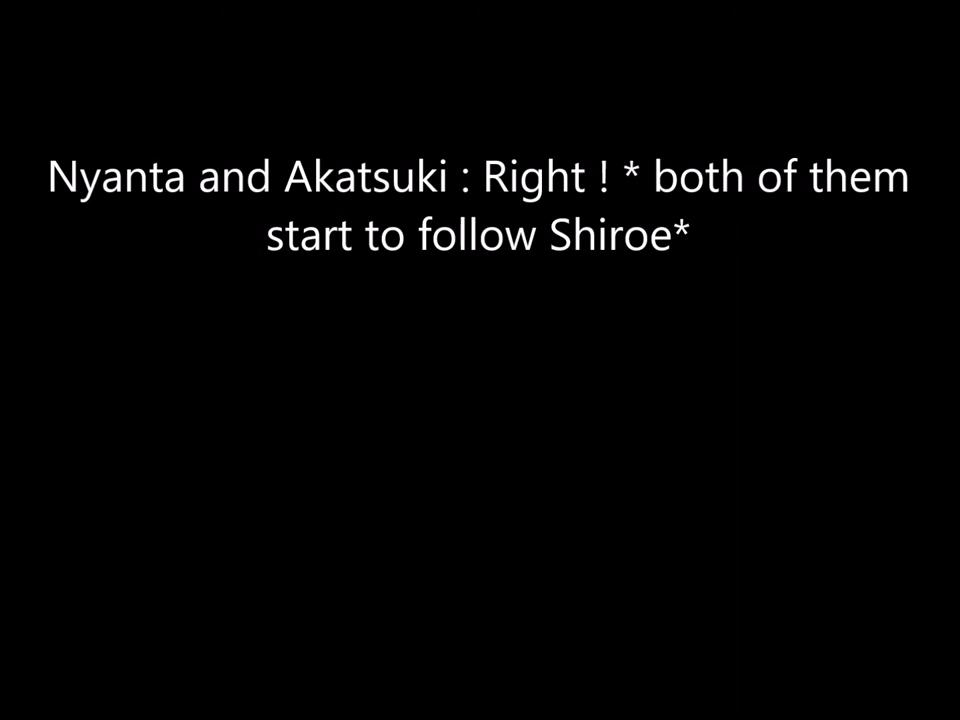 Nyanta and Akatsuki : Right ! * both of them
start to follow Shiroe*